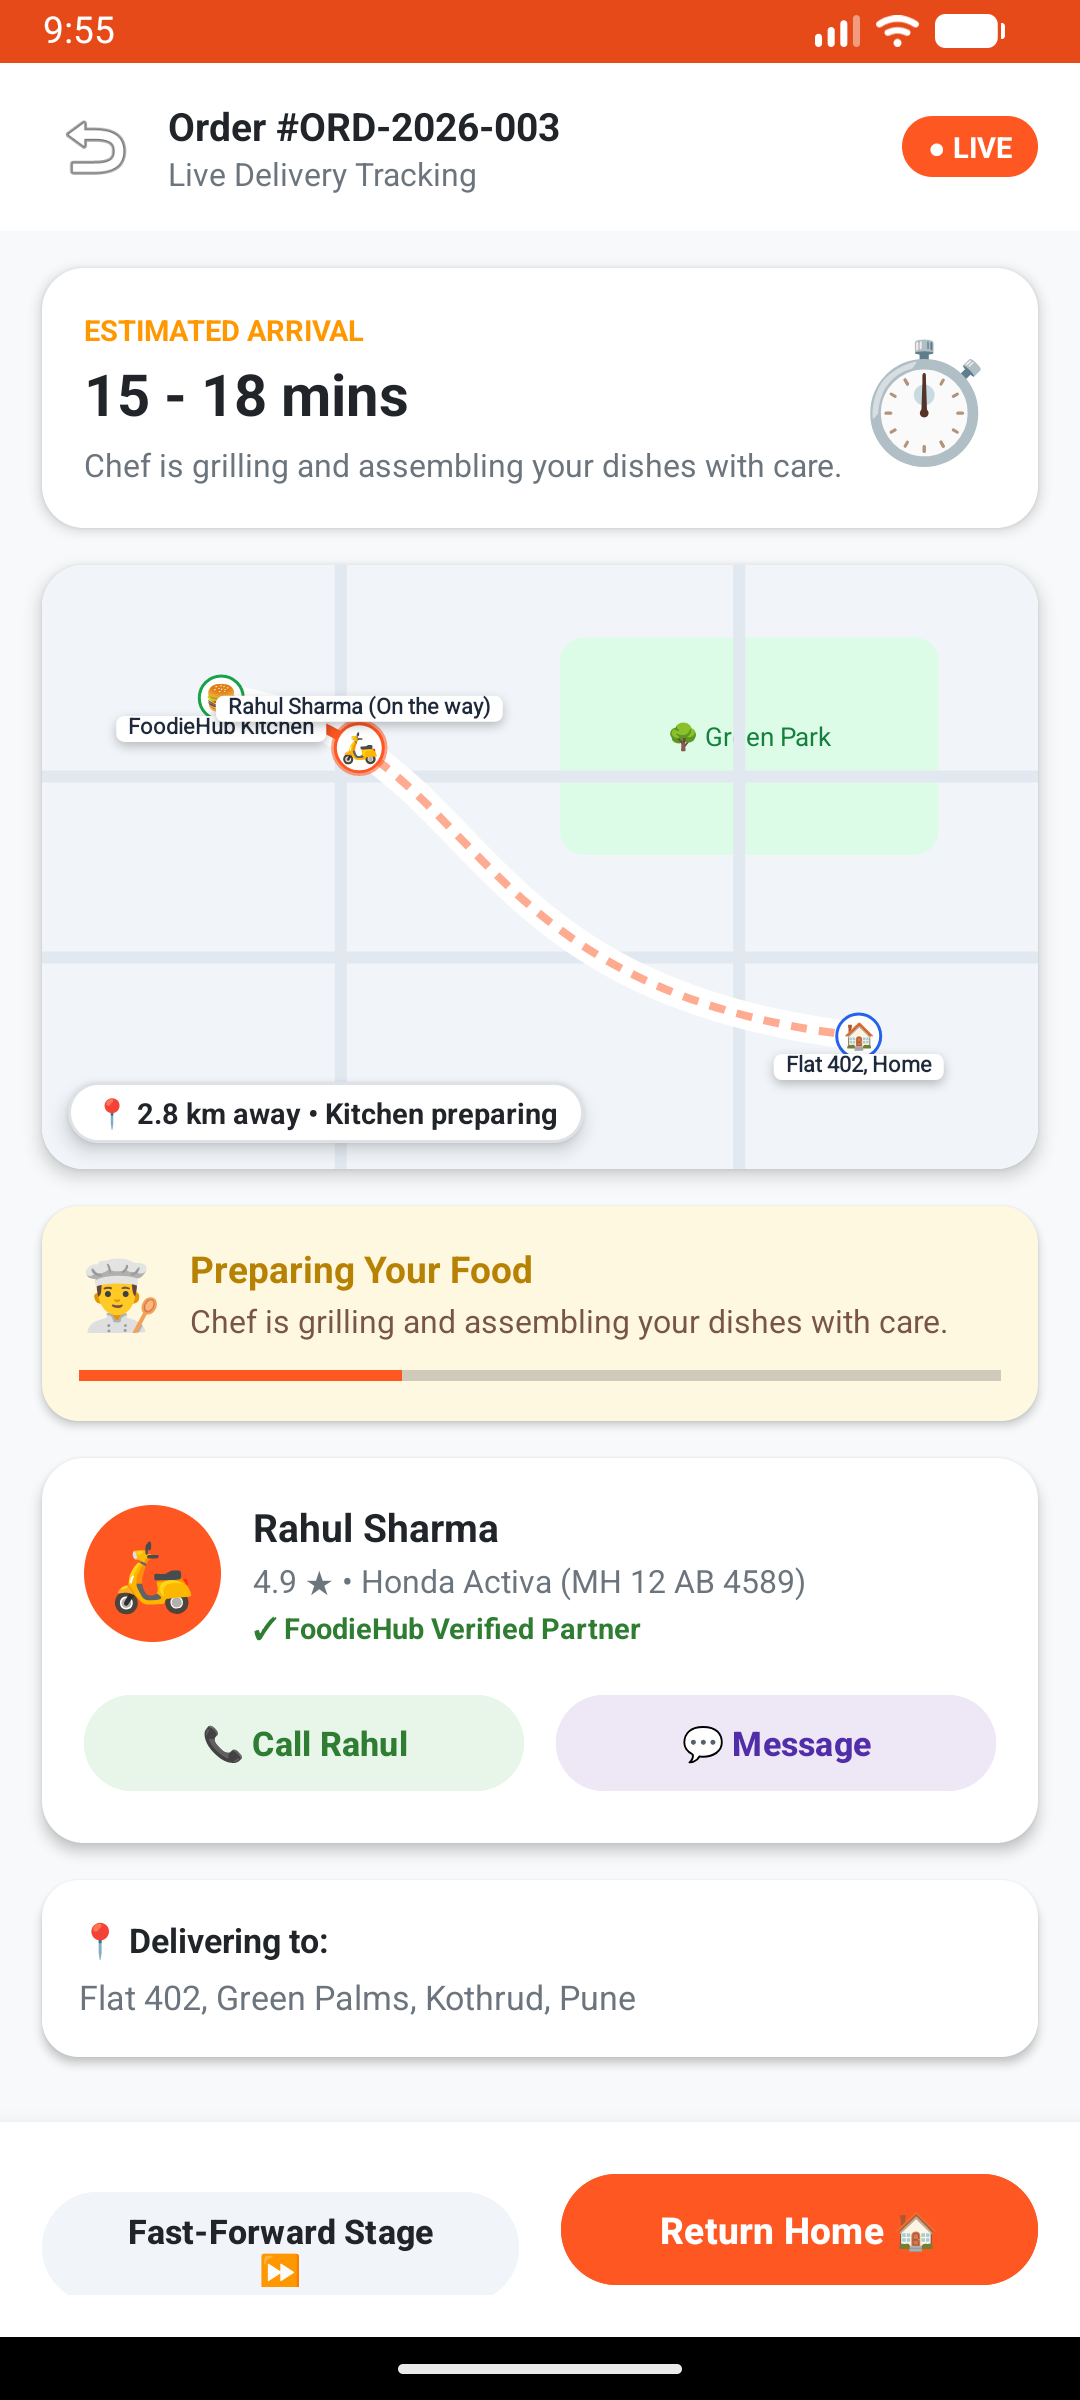 9:55
Order #ORD-2026-003
Live Delivery Tracking
● LIVE
ESTIMATED ARRIVAL
15 - 18 mins
Chef is grilling and assembling your dishes with care.
Rahul Sharma (On the way)
FoodieHub Kitchen
🌳 Green Park
Flat 402, Home
📍 2.8 km away • Kitchen preparing
Preparing Your Food
Chef is grilling and assembling your dishes with care.
Rahul Sharma
4.9 ★ • Honda Activa (MH 12 AB 4589)
✓ FoodieHub Verified Partner
📞 Call Rahul
💬 Message
📍 Delivering to:
Flat 402, Green Palms, Kothrud, Pune
Fast-Forward Stage
⏩
Return Home 🏠